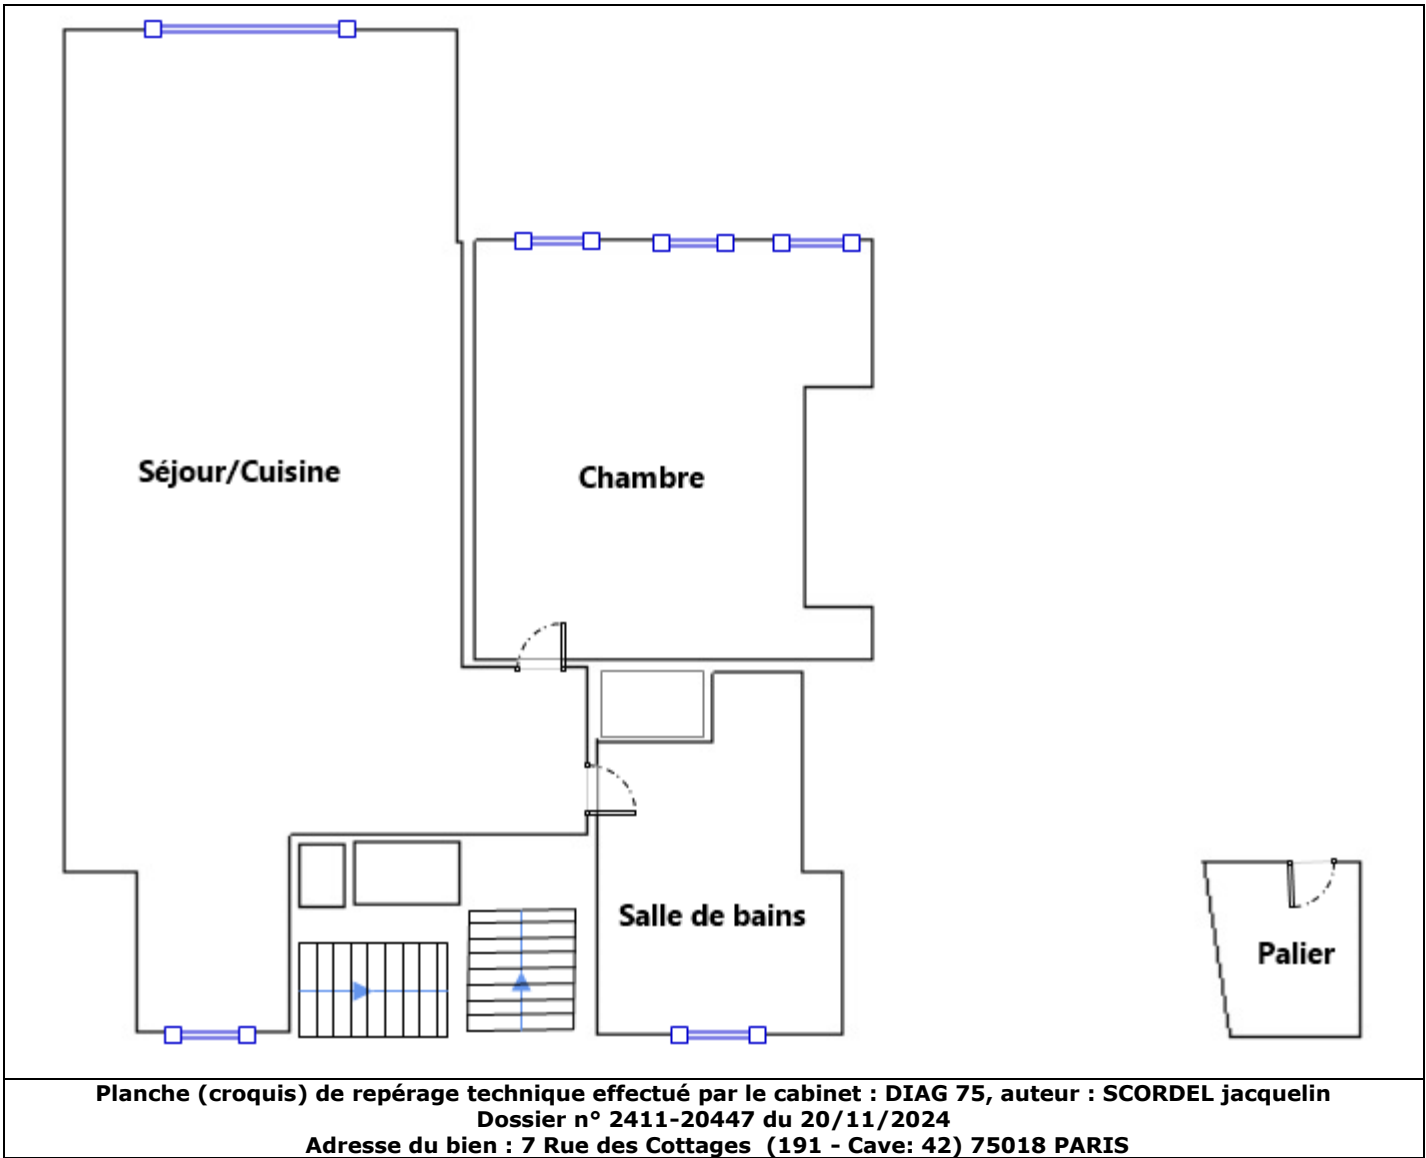 Séjour/Cuisine
Chambre
Salle de bains
Palier
Planche (croquis) de repérage technique effectué par le cabinet : DIAG 75, auteur : SCORDEL jacquelin
Dossier n° 2411-20447 du 20/11/2024
Adresse du bien : 7 Rue des Cottages  (191 - Cave: 42) 75018 PARIS